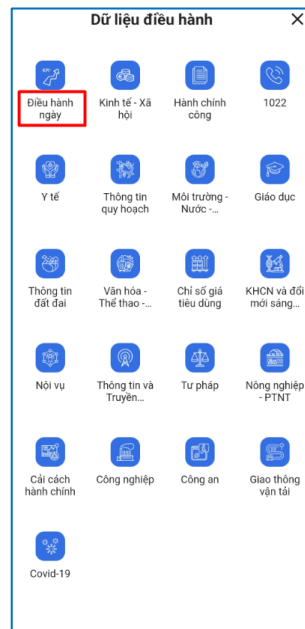 Dữ liệu điều hành
Điều hành
ngày
Kinh tế - Xã
hội
Hành chính
công
1022
Y tế
Thông tin
quy hoạch
Môi trường -
Nước -...
Giáo dục
Thông tin
đất đai
Văn hóa -
Thể thao -...
Chỉ số giá
tiêu dùng
KHCN và đổi
mới sáng...
Nội vụ
Thông tin và
Truyền...
Tư pháp
Nông nghiệp
- PTNT
Cải cách
hành chính
Công nghiệp
Công an
Giao thông
vận tải
Covid-19